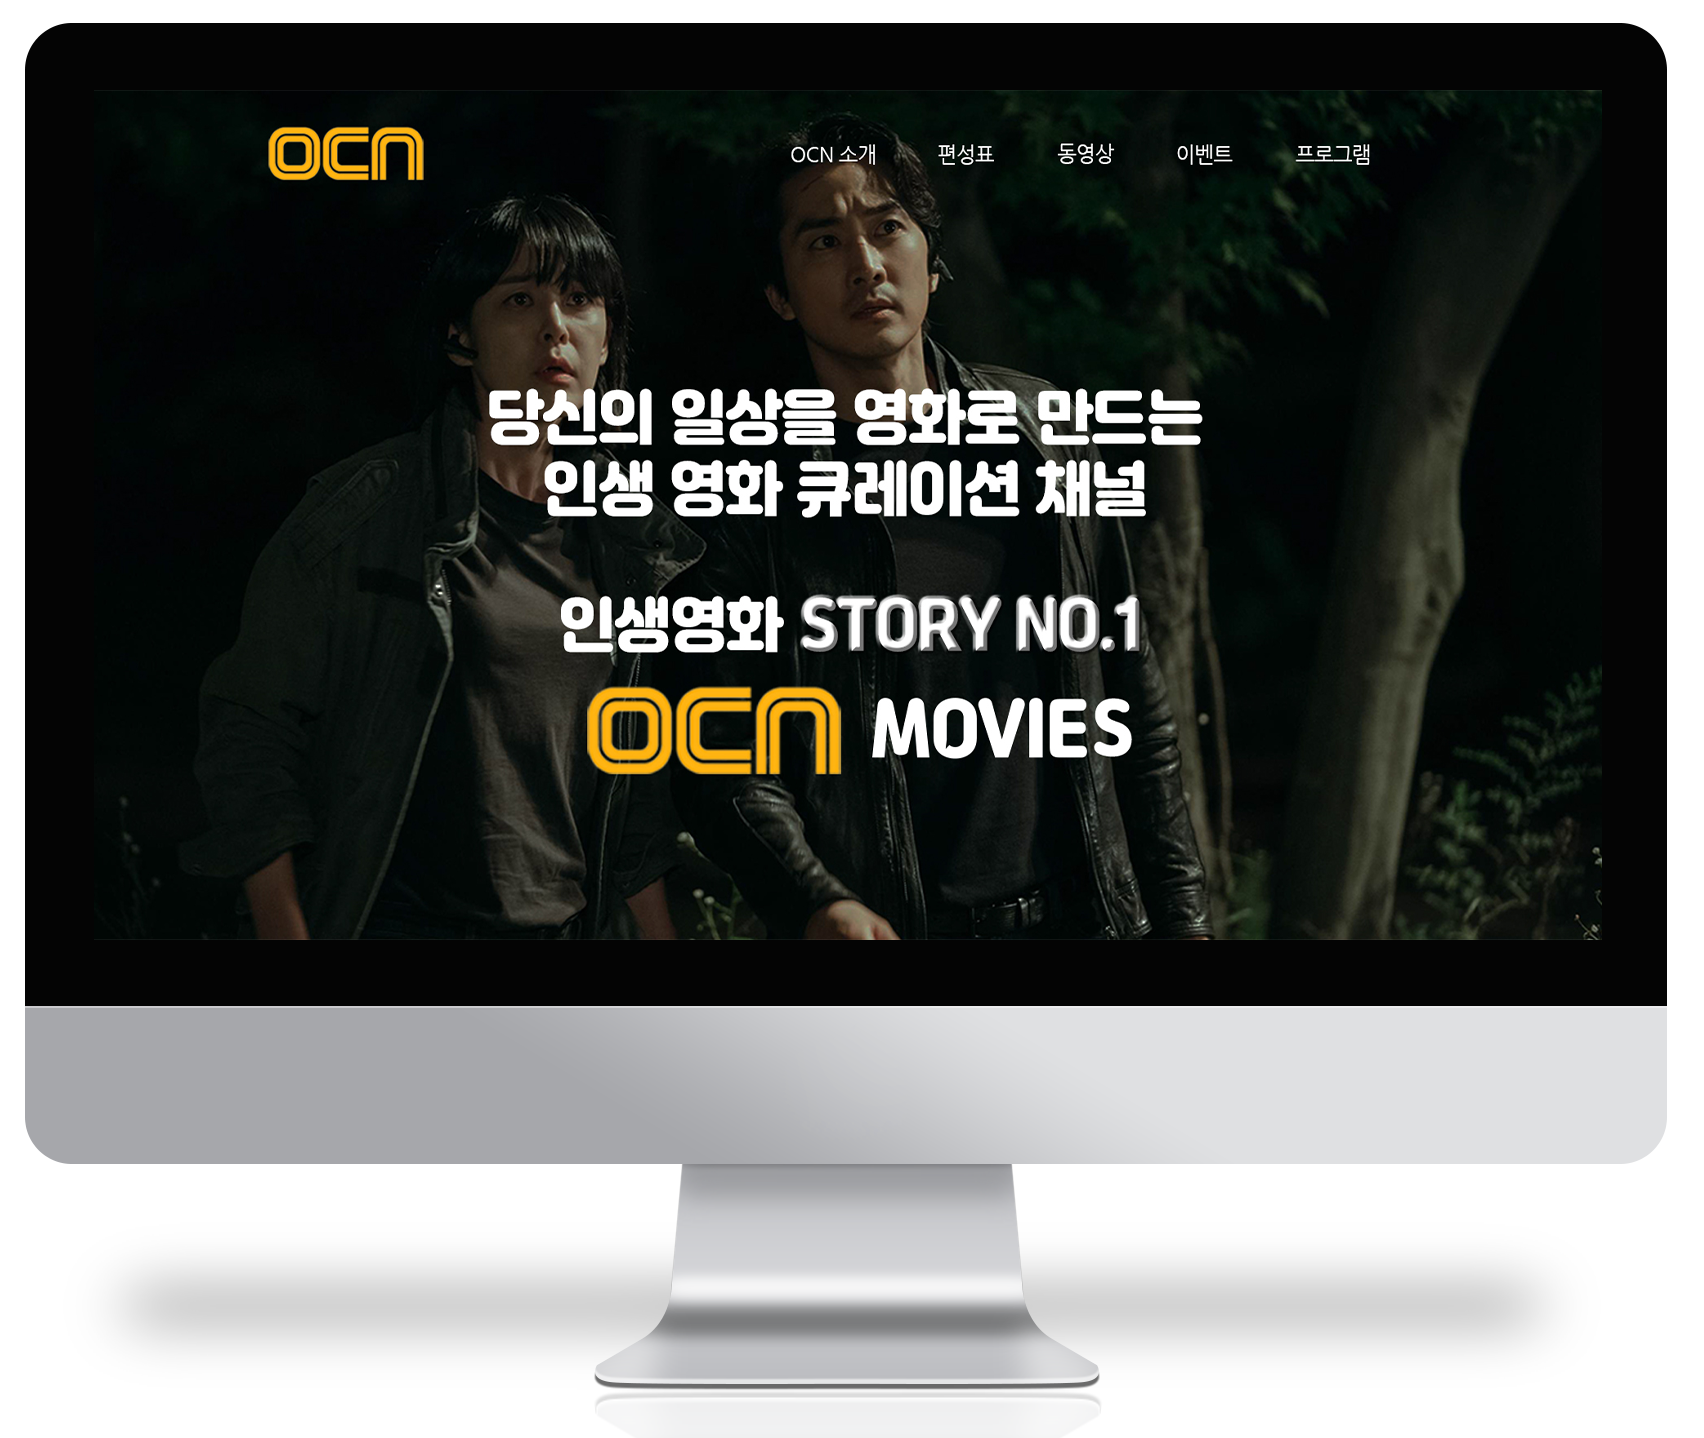 OCN
OCN 소개 편성표 동영상 이벤트 프로그램
당신의 일상을 영화로 만드는
인생 영화 큐레이션 채널
인생영화 STORY NO.1
OCN MOVIES